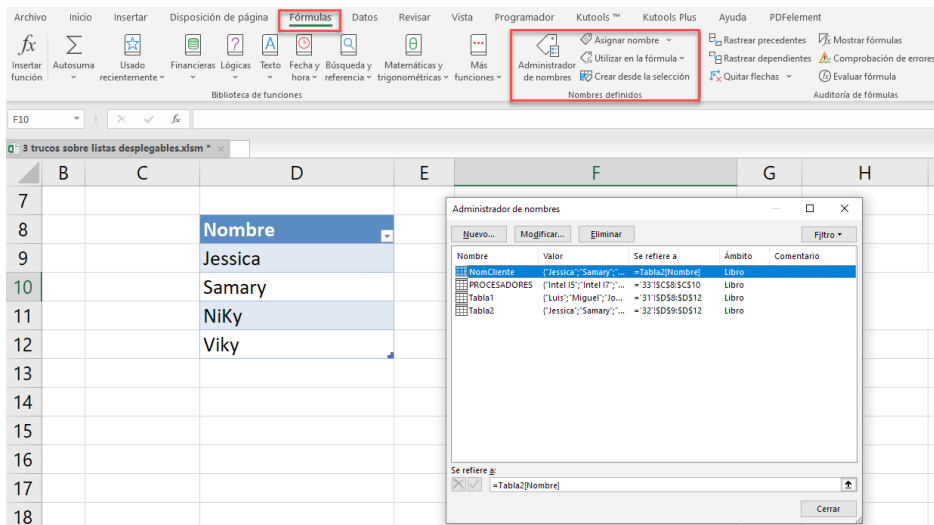 Archivo Inicio Insertar Disposición de página Fórmulas Datos Revisar Vista Programador Kutools ™ Kutools Plus Ayuda PDFelement
fx Insertar función
Σ Autosuma
Usado recientemente
Financieras
? Lógicas
A Texto
Fecha y hora
Búsqueda y referencia
θ Matemáticas y trigonométricas
Más funciones
Biblioteca de funciones
Administrador de nombres
Asignar nombre
Utilizar en la fórmula
Crear desde la selección
Nombres definidos
Rastrear precedentes
Rastrear dependientes
Quitar flechas
Mostrar fórmulas
Comprobación de errores
Evaluar fórmula
Auditoría de fórmulas
F10 fx
3 trucos sobre listas desplegables.xlsm *
B C D E F G H
7
8 Nombre
9 Jessica
10 Samary
11 NiKy
12 Viky
13
14
15
16
17
18
Administrador de nombres
Nuevo... Modificar... Eliminar Filtro
Nombre Valor Se refiere a Ámbito Comentario
NomCliente {"Jessica";"Samary";"... =Tabla2[Nombre] Libro
PROCESADORES {"Intel I5";"Intel I7";"... ='33'!$C$8:$C$10 Libro
Tabla1 {"Luis";"Miguel";"Jo... ='31'!$D$8:$D$12 Libro
Tabla2 {"Jessica";"Samary";"... ='32'!$D$9:$D$12 Libro
Se refiere a:
=Tabla2[Nombre]
Cerrar